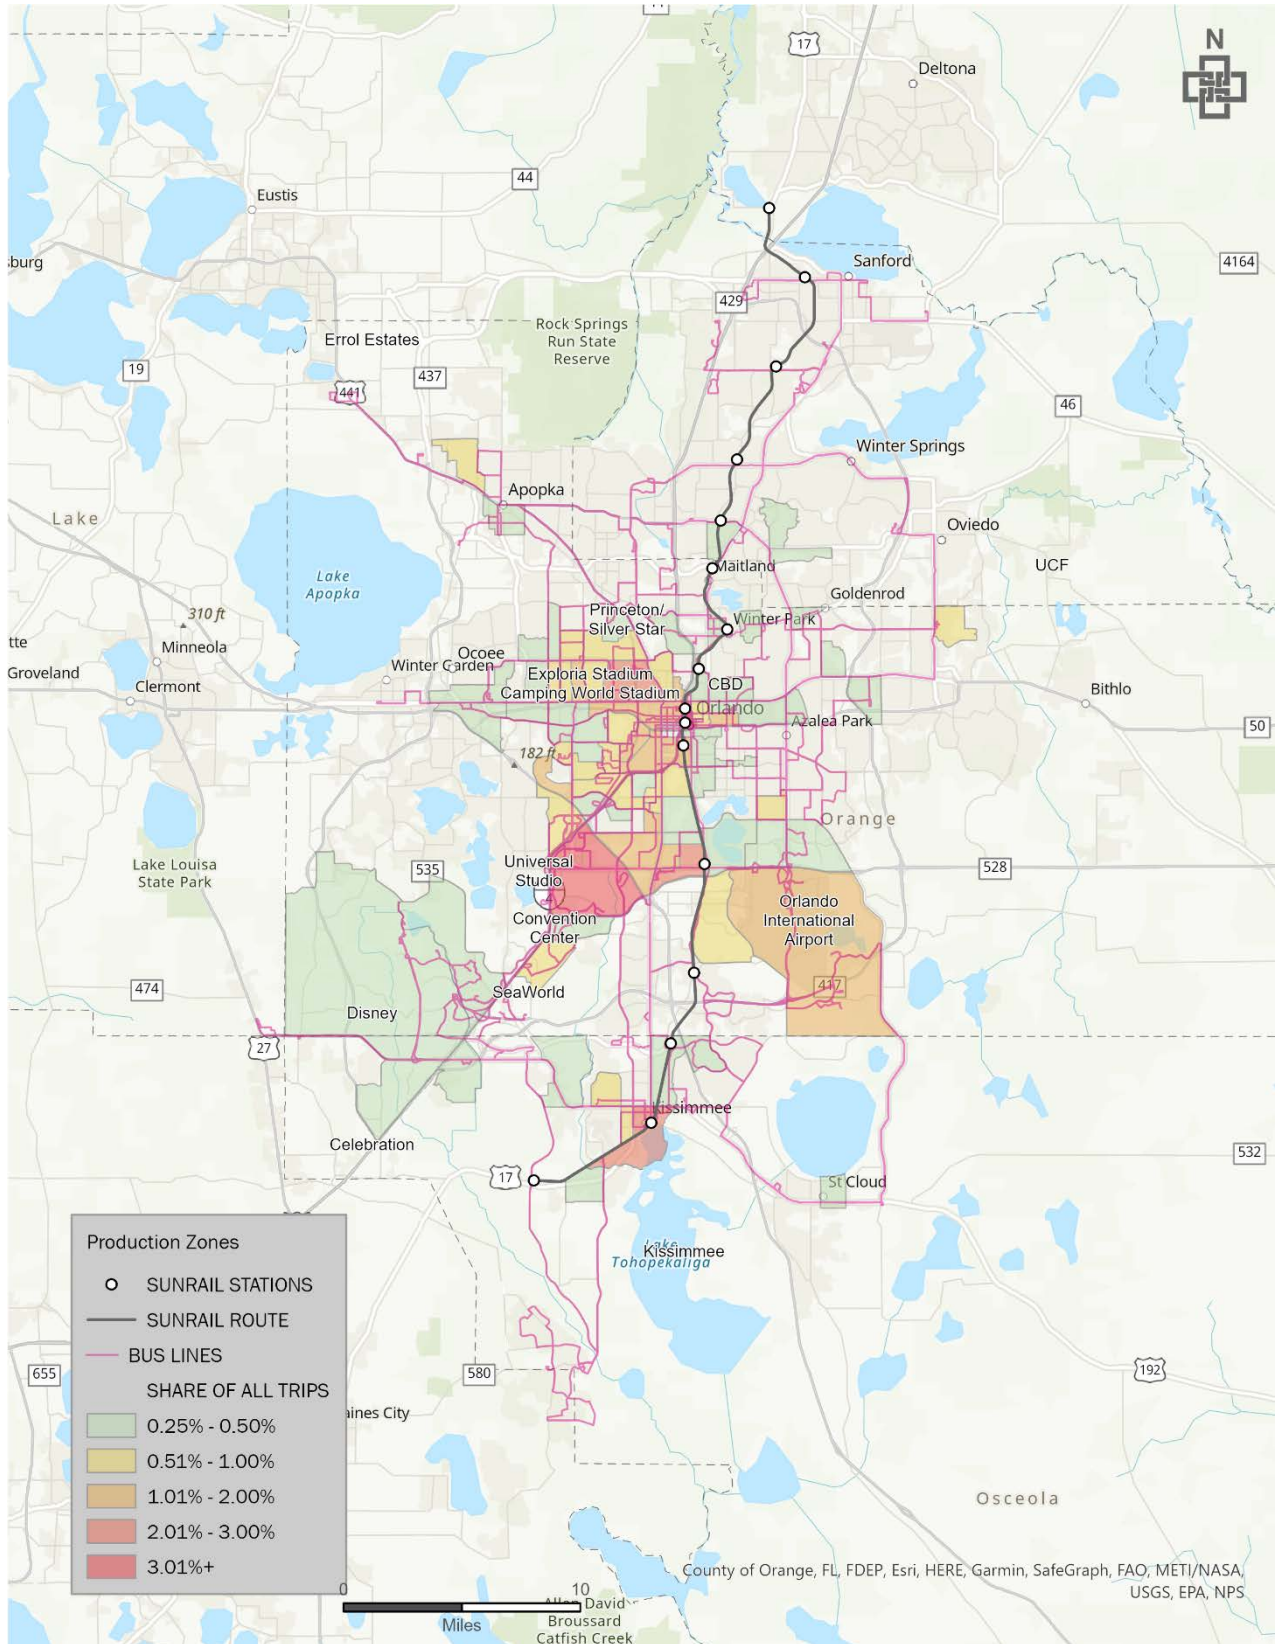 17
N
Deltona
44
Eustis
Sanford
sburg
4164
429
Rock Springs
Run State
Reserve
Errol Estates
19
437
441
46
Winter Springs
Apopka
Lake
Oviedo
Maitland
UCF
Lake
Apopka
Goldenrod
310 ft
Princeton/
Silver Star
Winter Park
tte
Minneola
Ocoee
Winter Garden
Groveland
Exploria Stadium
Camping World Stadium
CBD
Clermont
Bithlo
Orlando
Azalea Park
50
182 ft
Orange
Lake Louisa
State Park
535
Universal
Studio
528
4
Convention
Center
Orlando
International
Airport
474
SeaWorld
417
Disney
27
Kissimmee
Celebration
532
17
St Cloud
Kissimmee
Lake
Tohopekaliga
Production Zones
SUNRAIL STATIONS
SUNRAIL ROUTE
BUS LINES
SHARE OF ALL TRIPS
0.25% - 0.50%
0.51% - 1.00%
1.01% - 2.00%
2.01% - 3.00%
3.01%+
655
580
192
aines City
Osceola
County of Orange, FL, FDEP, Esri, HERE, Garmin, SafeGraph, FAO, METI/NASA,
USGS, EPA, NPS
0
10
Miles
Allen David
Broussard
Catfish Creek